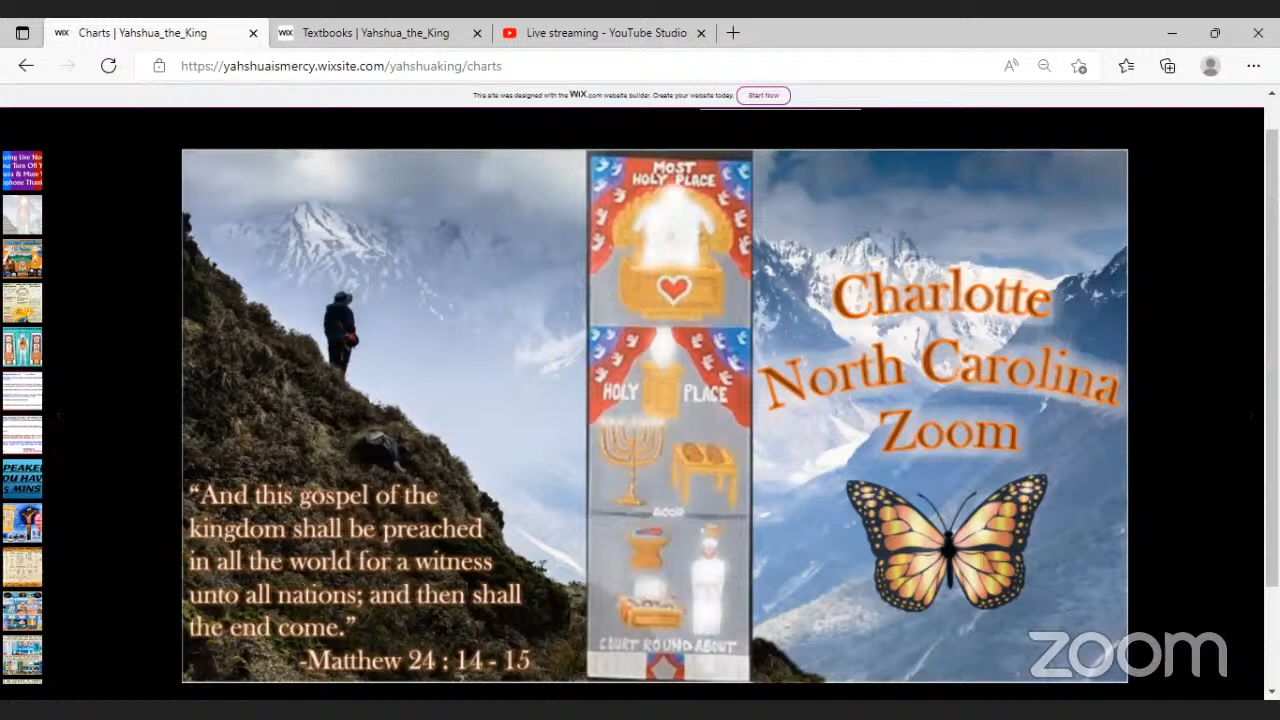 WIX Charts | Yahshua_the_King
WIX Textbooks | Yahshua_the_King
Live streaming - YouTube Studio
https://yahshuaismercy.wixsite.com/yahshuaking/charts
This site was designed with the WIX.com website builder. Create your website today. Start Now
MOST
HOLY PLACE
HOLY PLACE
DOOR
COURT ROUND ABOUT
Charlotte
North Carolina
Zoom
“And this gospel of the
kingdom shall be preached
in all the world for a witness
unto all nations; and then shall
the end come.”
-Matthew 24 : 14 - 15
zoom